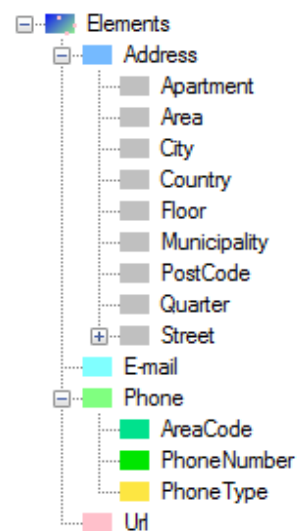 Elements
Address
Apartment
Area
City
Country
Floor
Municipality
PostCode
Quarter
Street
E-mail
Phone
AreaCode
PhoneNumber
PhoneType
Url